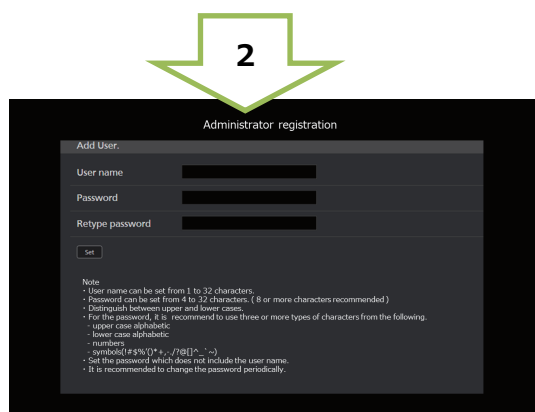 2
Administrator registration
Add User.
User name
Password
Retype password
Set
Note
・User name can be set from 1 to 32 characters.
・Password can be set from 4 to 32 characters. ( 8 or more characters recommended )
・Distinguish between upper and lower cases.
・For the password, it is recommend to use three or more types of characters from the following.
- upper case alphabetic
- lower case alphabetic
- numbers
- symbols(!#$%'()*+,-./?@[]^_`~)
・Set the password which does not include the user name.
・It is recommended to change the password periodically.